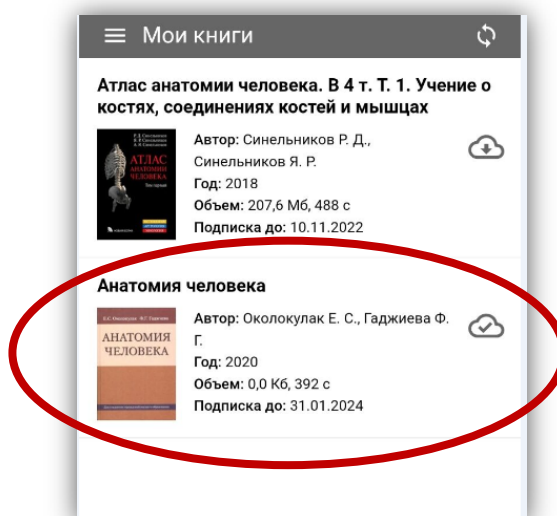 Мои книги
Атлас анатомии человека. В 4 т. Т. 1. Учение о
костях, соединениях костей и мышцах
АТЛАС
АНАТОМИИ
ЧЕЛОВЕКА
Автор: Синельников Р. Д.,
Синельников Я. Р.
Год: 2018
Объем: 207,6 Мб, 488 с
Подписка до: 10.11.2022
Анатомия человека
АНАТОМИЯ
ЧЕЛОВЕКА
Автор: Околокулак Е. С., Гаджиева Ф.
Г.
Год: 2020
Объем: 0,0 Кб, 392 с
Подписка до: 31.01.2024